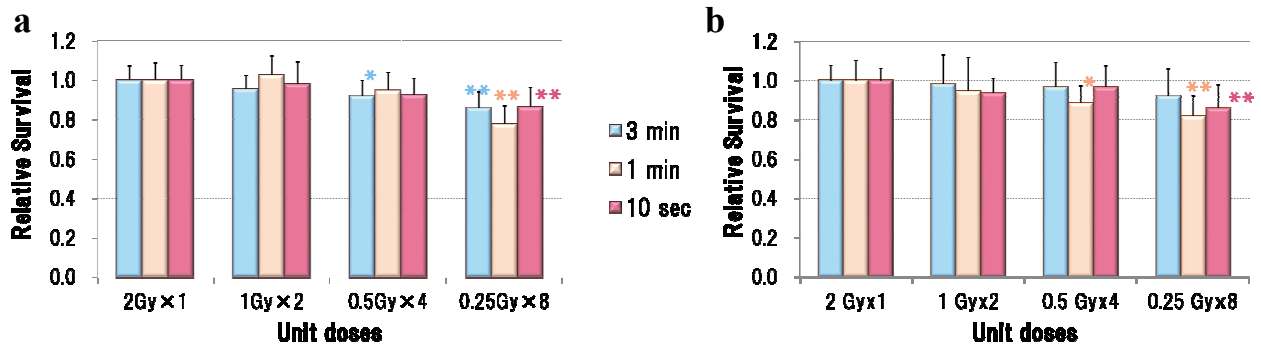 a
1.2
1.0
0.8
0.6
0.4
0.2
0.0
Relative Survival
* ** ** **
2Gy×1 1Gy×2 0.5Gy×4 0.25Gy×8
Unit doses
3 min
1 min
10 sec
b
1.2
1.0
0.8
0.6
0.4
0.2
0.0
Relative Survival
* ** **
2 Gyx1 1 Gyx2 0.5 Gyx4 0.25 Gyx8
Unit doses